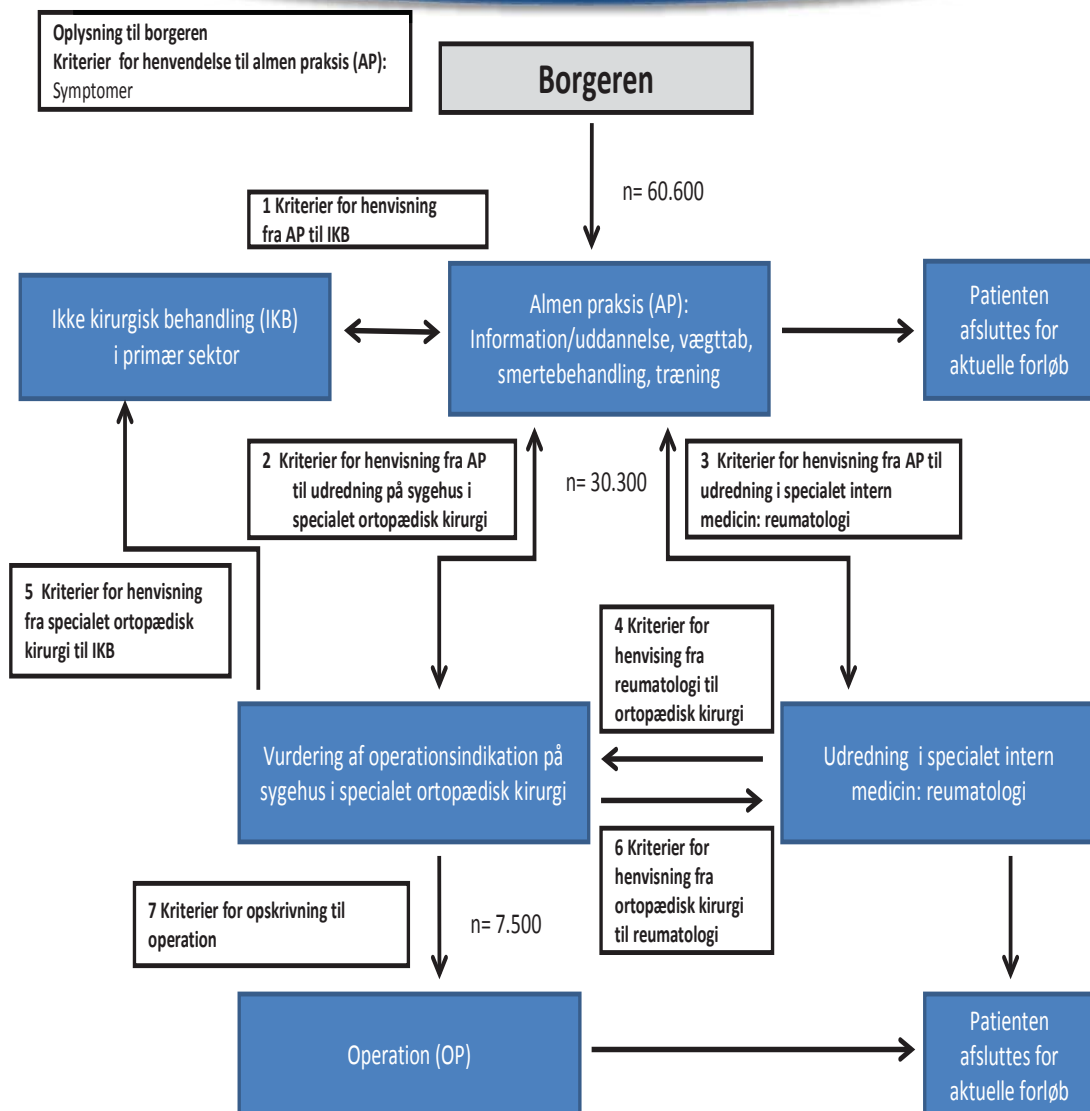 Oplysning til borgeren
Kriterier for henvendelse til almen praksis (AP):
Symptomer
Borgeren
n= 60.600
1 Kriterier for henvisning
fra AP til IKB
Ikke kirurgisk behandling (IKB)
i primær sektor
Almen praksis (AP):
Information/uddannelse, vægttab,
smertebehandling, træning
Patienten
afsluttes for
aktuelle forløb
2 Kriterier for henvisning fra AP
til udredning på sygehus i
specialet ortopædisk kirurgi
n= 30.300
3 Kriterier for henvisning fra AP til
udredning i specialet intern
medicin: reumatologi
5 Kriterier for henvisning
fra specialet ortopædisk
kirurgi til IKB
4 Kriterier for
henvising fra
reumatologi til
ortopædisk kirurgi
Vurdering af operationsindikation på
sygehus i specialet ortopædisk kirurgi
Udredning i specialet intern
medicin: reumatologi
6 Kriterier for
henvisning fra
ortopædisk kirurgi
til reumatologi
7 Kriterier for opskrivning til
operation
n= 7.500
Operation (OP)
Patienten
afsluttes for
aktuelle forløb